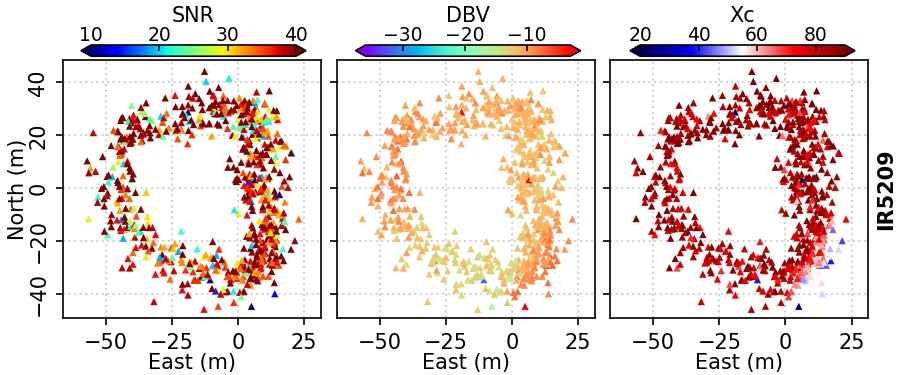 SNR DBV Xc
10 20 30 40 −30 −20 −10 20 40 60 80
40
20
0
−20
−40
North (m)
−50 −25 0 25 −50 −25 0 25 −50 −25 0 25
East (m) East (m) East (m)
IR5209